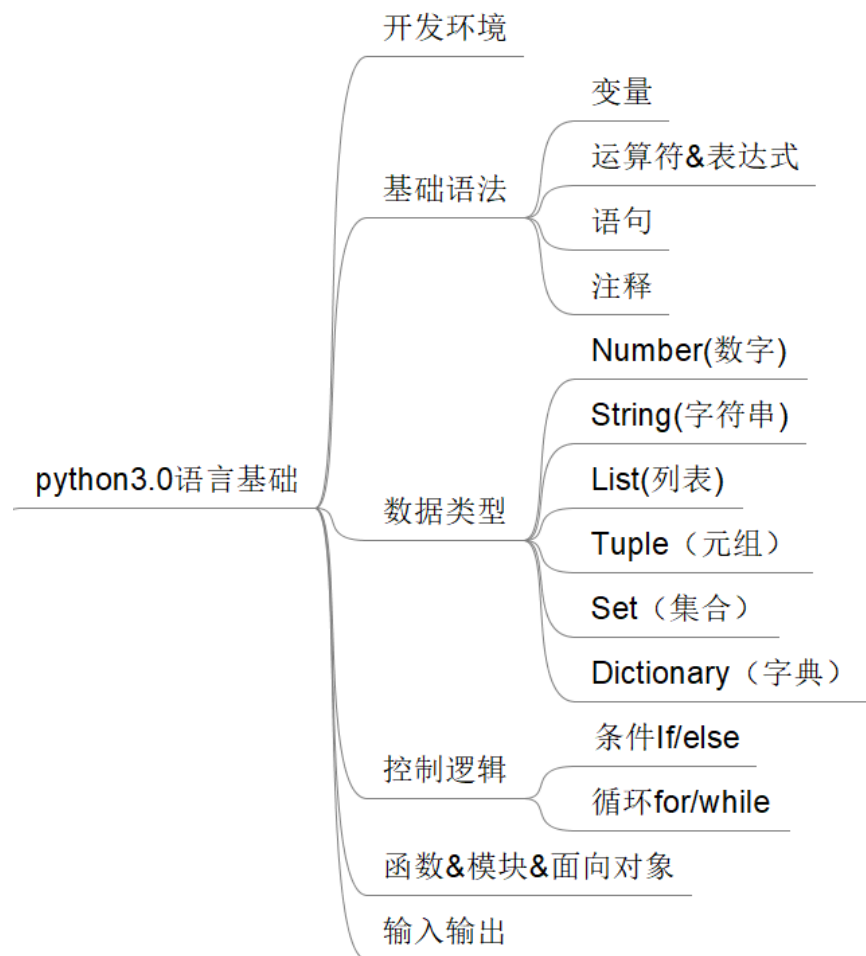 开发环境
变量
运算符&表达式
基础语法
语句
注释
Number(数字)
String(字符串)
List(列表)
python3.0语言基础
数据类型
Tuple（元组）
Set（集合）
Dictionary（字典）
条件If/else
控制逻辑
循环for/while
函数&模块&面向对象
输入输出